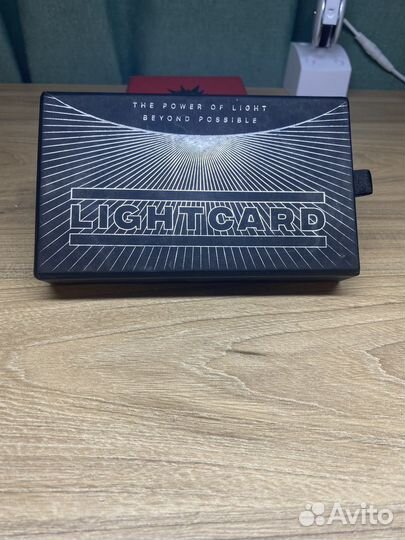 THE POWER OF LIGHT
BEYOND POSSIBLE
LIGHTCARD
Avito